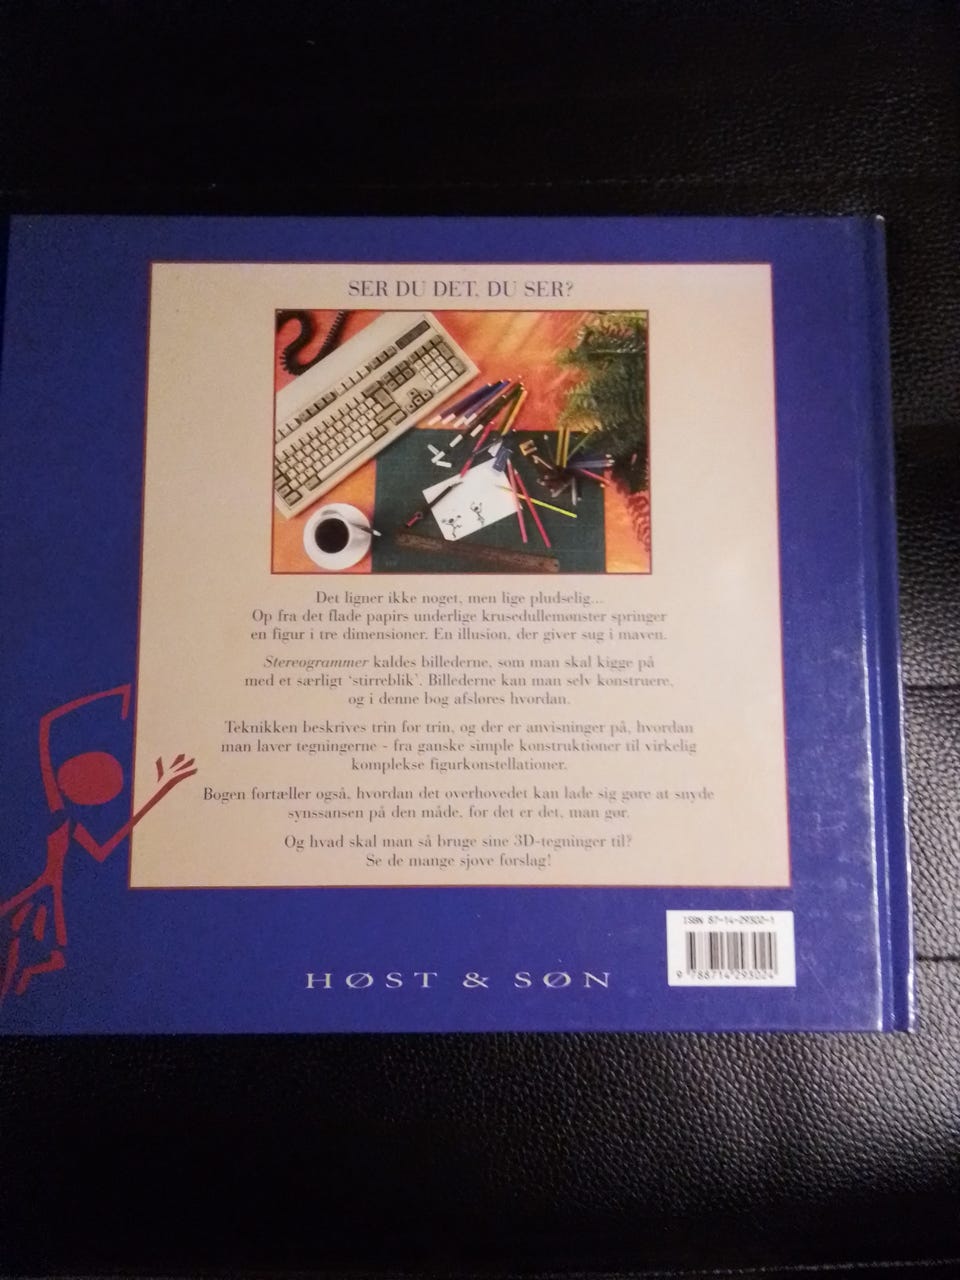 SER DU DET, DU SER?
Det ligner ikke noget, men lige pludselig...
Op fra det flade papirs underlige krusedullemønster springer
en figur i tre dimensioner. En illusion, der giver sug i maven.
Stereogrammer kaldes billederne, som man skal kigge på
med et særligt ‘stirreblik’. Billederne kan man selv konstruere,
og i denne bog afsløres hvordan.
Teknikken beskrives trin for trin, og der er anvisninger på, hvordan
man laver tegningerne - fra ganske simple konstruktioner til virkelig
komplekse figurkonstellationer.
Bogen fortæller også, hvordan det overhovedet kan lade sig gøre at snyde
synssansen på den måde, for det er det, man gør.
Og hvad skal man så bruge sine 3D-tegninger til?
Se de mange sjove forslag!
ISBN 87-14-29302-1
9 788714 293024
HØST & SØN